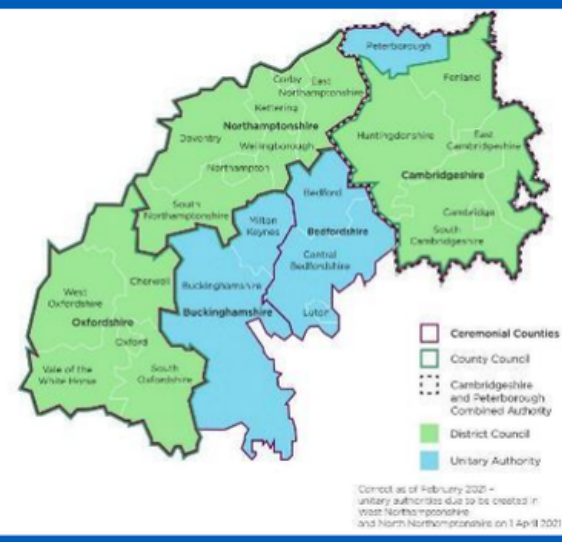 Peterborough
Fenland
Corby
East
Northamptonshire
Kettering
Northamptonshire
Wellingborough
Daventry
Northampton
Huntingdonshire
East
Cambridgeshire
Cambridgeshire
Cambridge
South
Cambridgeshire
South
Northamptonshire
Bedford
Milton
Keynes
Bedfordshire
Central
Bedfordshire
Luton
Cherwell
Buckinghamshire
Buckinghamshire
West
Oxfordshire
Oxfordshire
Oxford
Vale of the
White Horse
South
Oxfordshire
Ceremonial Counties
County Council
Cambridgeshire
and Peterborough
Combined Authority
District Council
Unitary Authority
Correct as of February 2021 –
unitary authorities due to be created in
West Northamptonshire
and North Northamptonshire on 1 April 2021